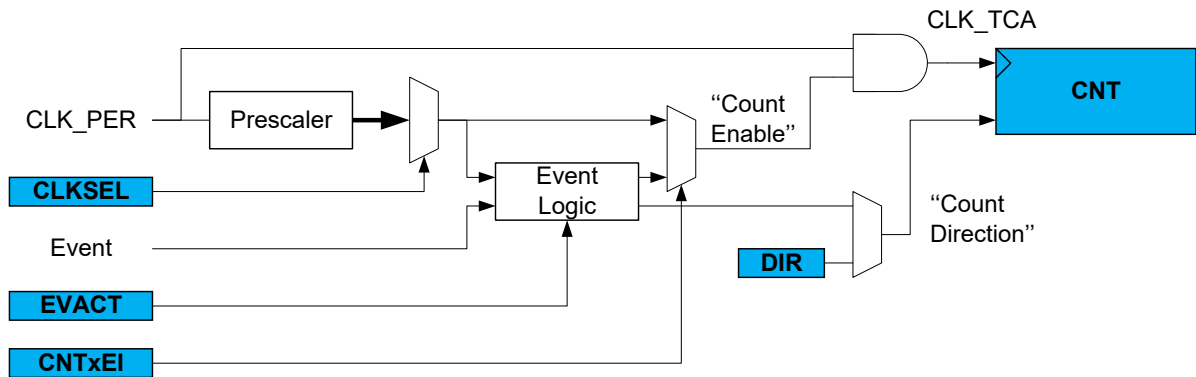 CLK_TCA
CNT
CLK_PER
Prescaler
‘‘Count
Enable’’
CLKSEL
Event
Logic
Event
‘‘Count
Direction’’
DIR
EVACT
CNTxEI